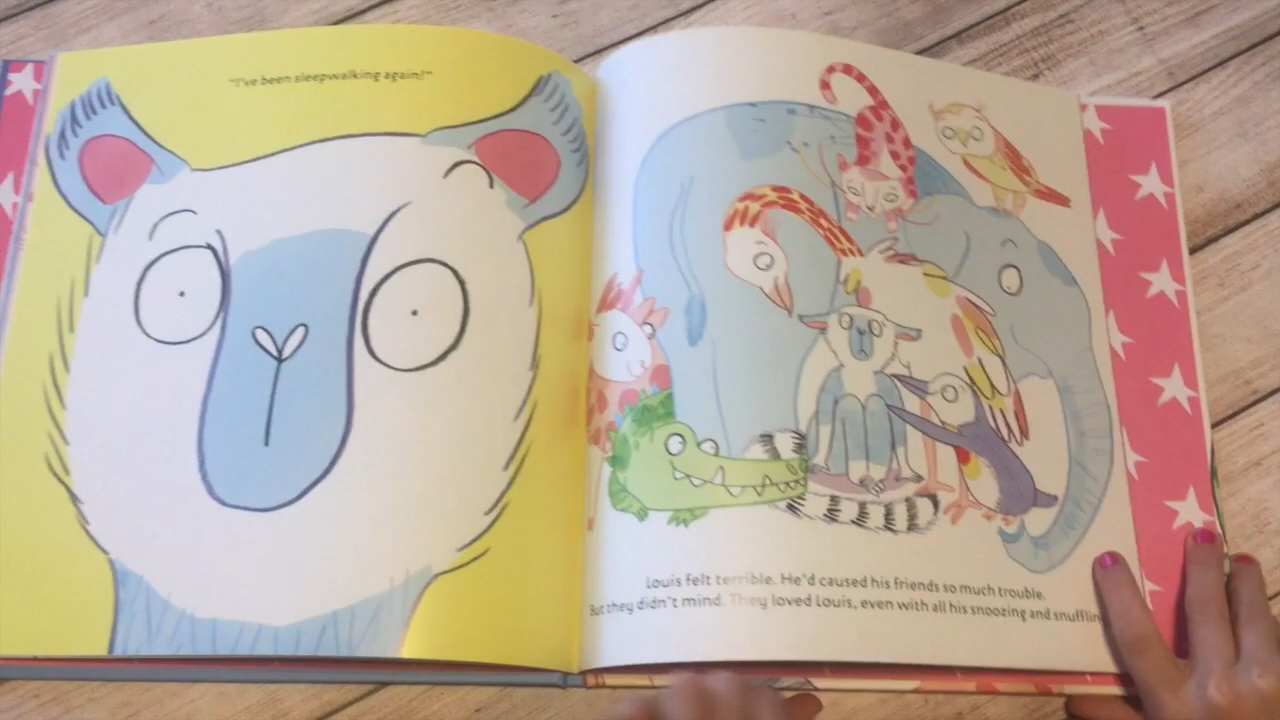 "I've been sleepwalking again!"
Louis felt terrible. He'd caused his friends so much trouble.
But they didn't mind. They loved Louis, even with all his snoozing and snufflin